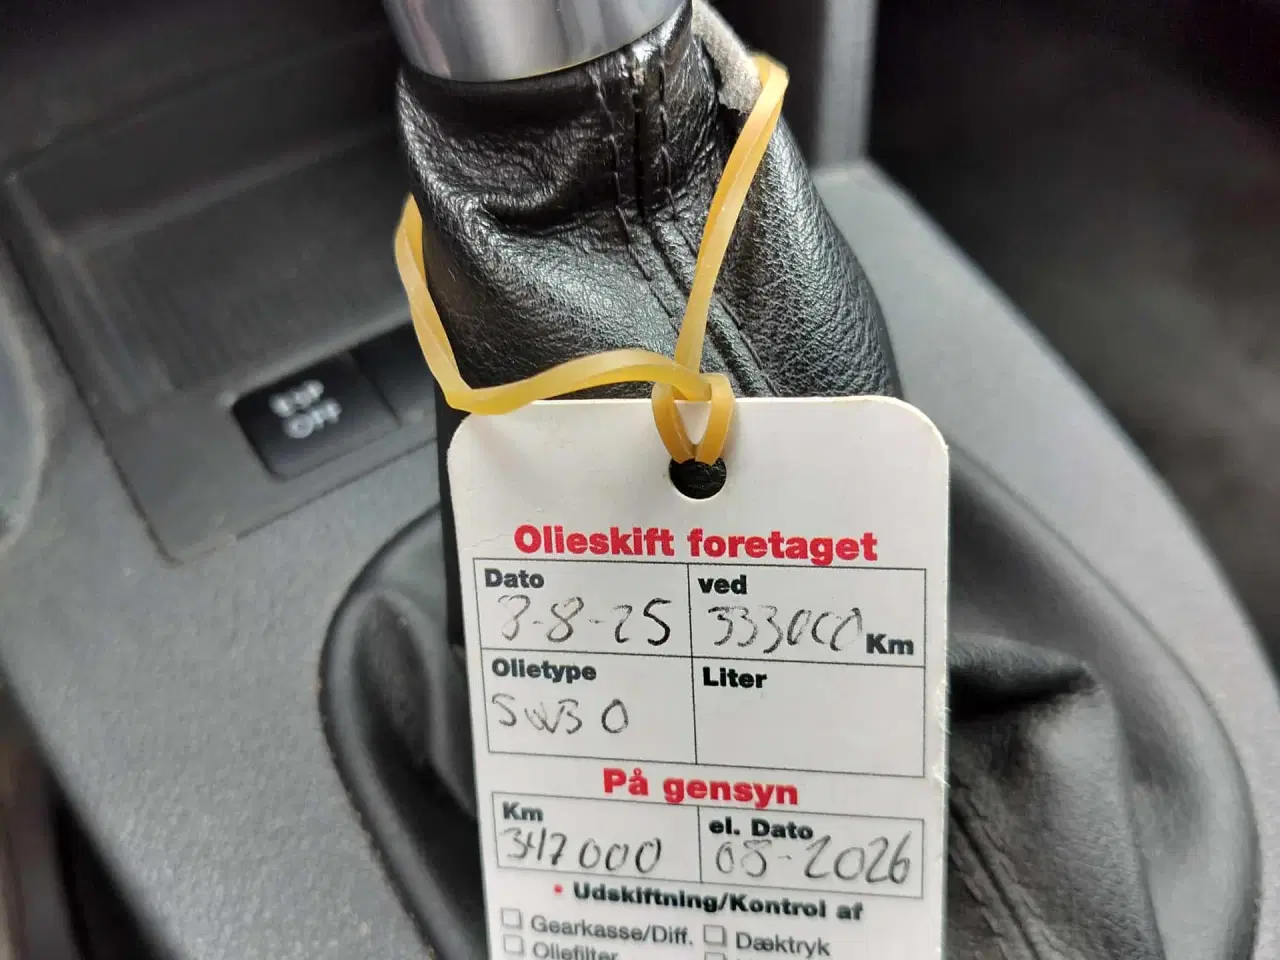 ESP
OFF
Olieskift foretaget
Dato ved
8-8-25 333000 Km
Olietype Liter
5W30
På gensyn
Km el. Dato
347000 08-2026
• Udskiftning/Kontrol af
Gearkasse/Diff. Dæktryk
Oliefilter